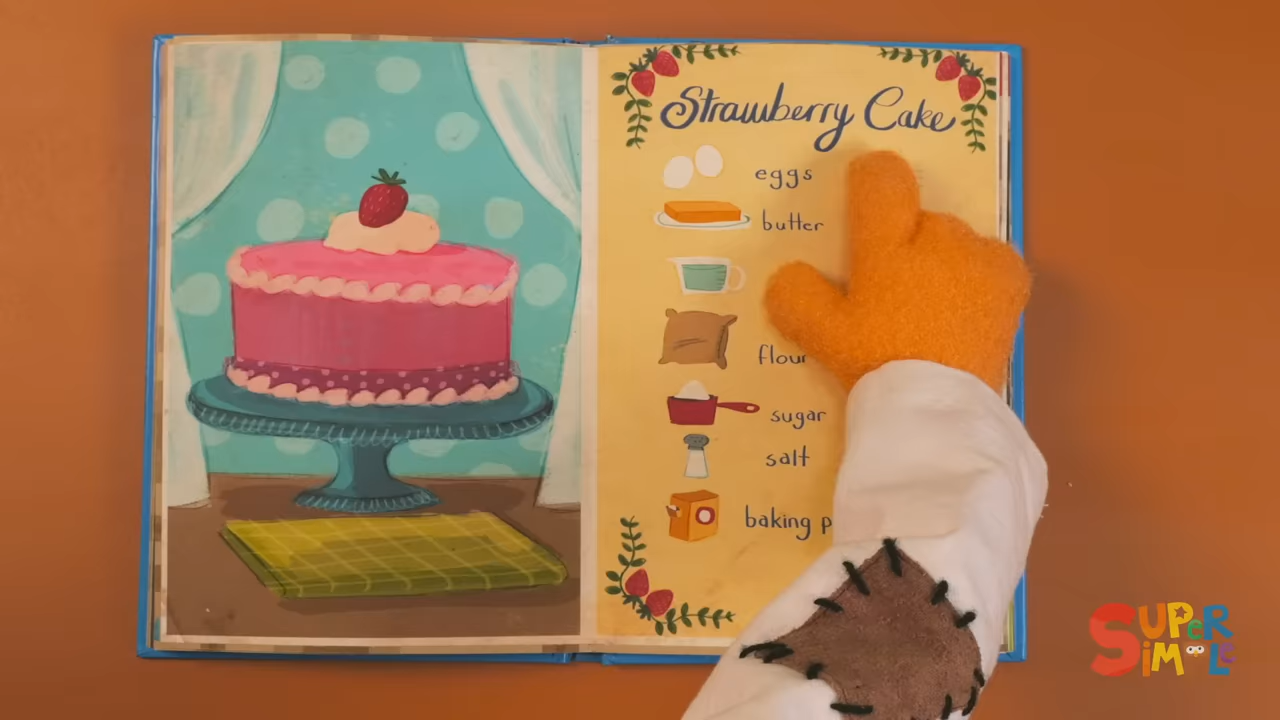 Strawberry Cake
eggs
butter
flour
sugar
salt
baking p
SUPER
SIMPLE